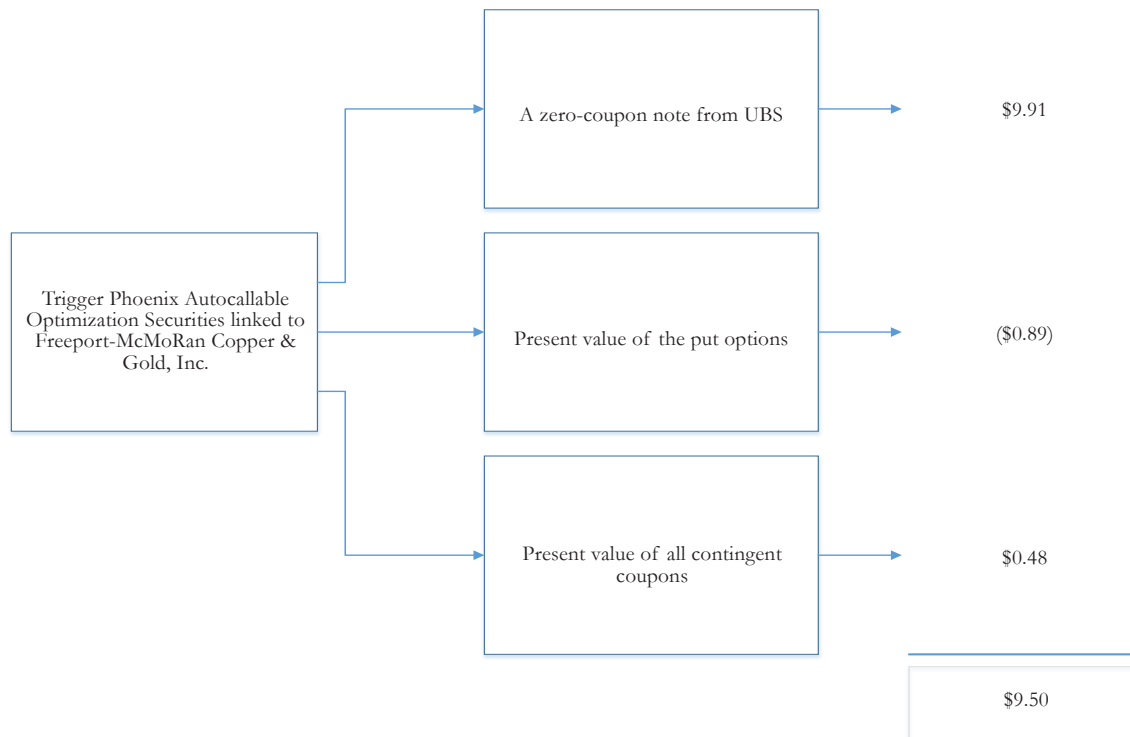 A zero-coupon note from UBS
$9.91
Trigger Phoenix Autocallable
Optimization Securities linked to
Freeport-McMoRan Copper &
Gold, Inc.
Present value of the put options
($0.89)
Present value of all contingent
coupons
$0.48
$9.50